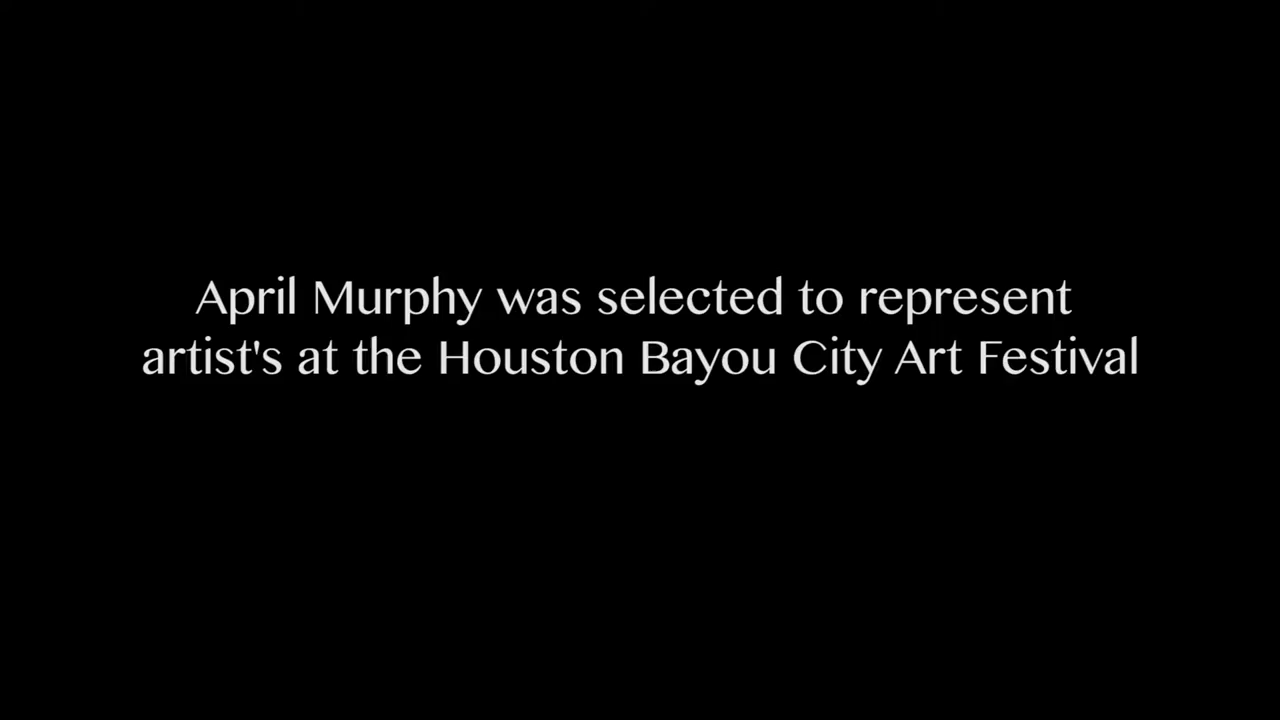 April Murphy was selected to represent
artist's at the Houston Bayou City Art Festival